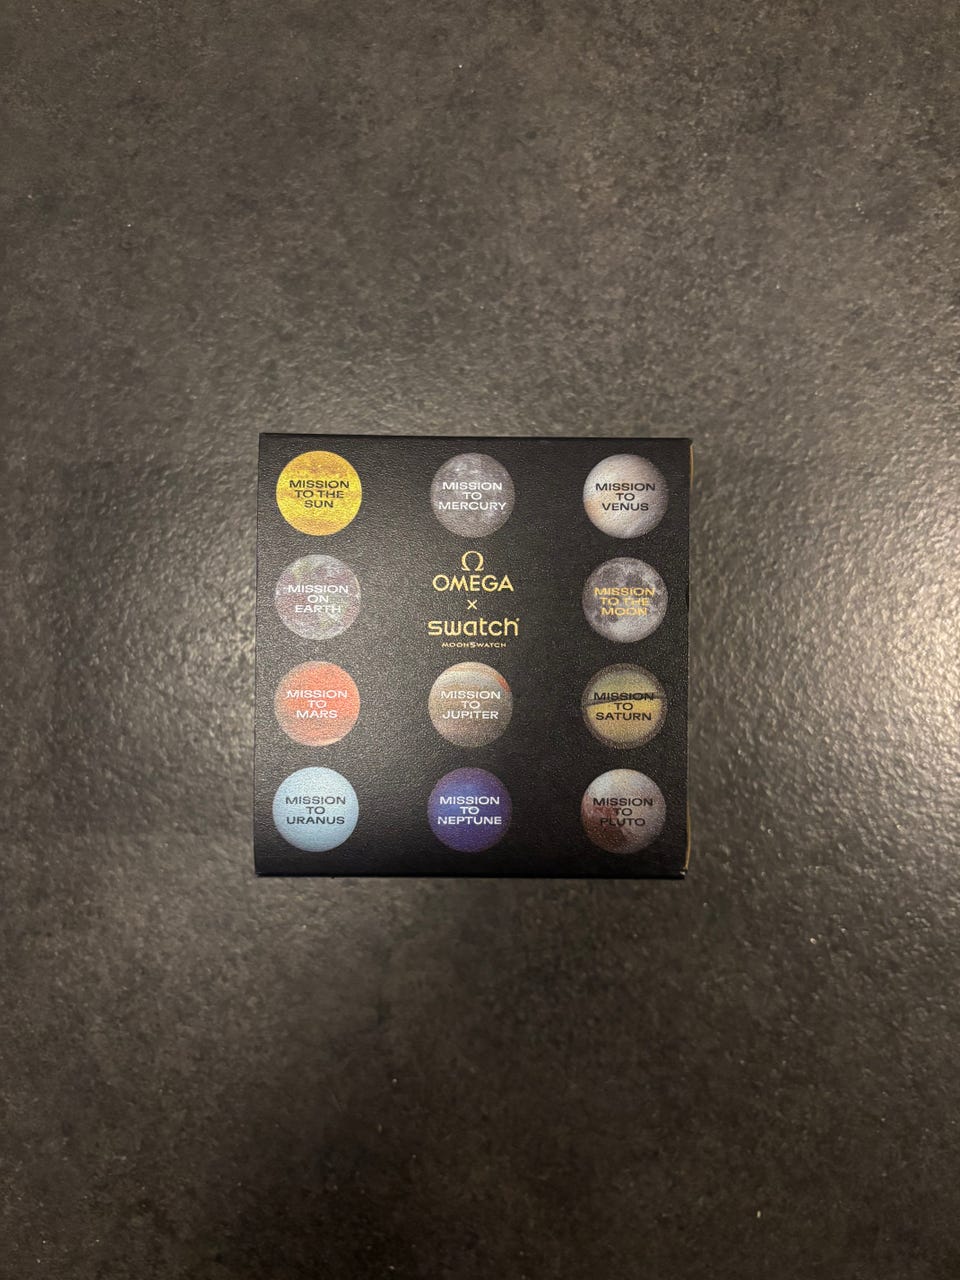 MISSION
TO THE
SUN
MISSION
TO
MERCURY
MISSION
TO
VENUS
MISSION
ON
EARTH
Ω
OMEGA
×
swatch
MOONSWATCH
MISSION
TO THE
MOON
MISSION
TO
MARS
MISSION
TO
JUPITER
MISSION
TO
SATURN
MISSION
TO
URANUS
MISSION
TO
NEPTUNE
MISSION
TO
PLUTO